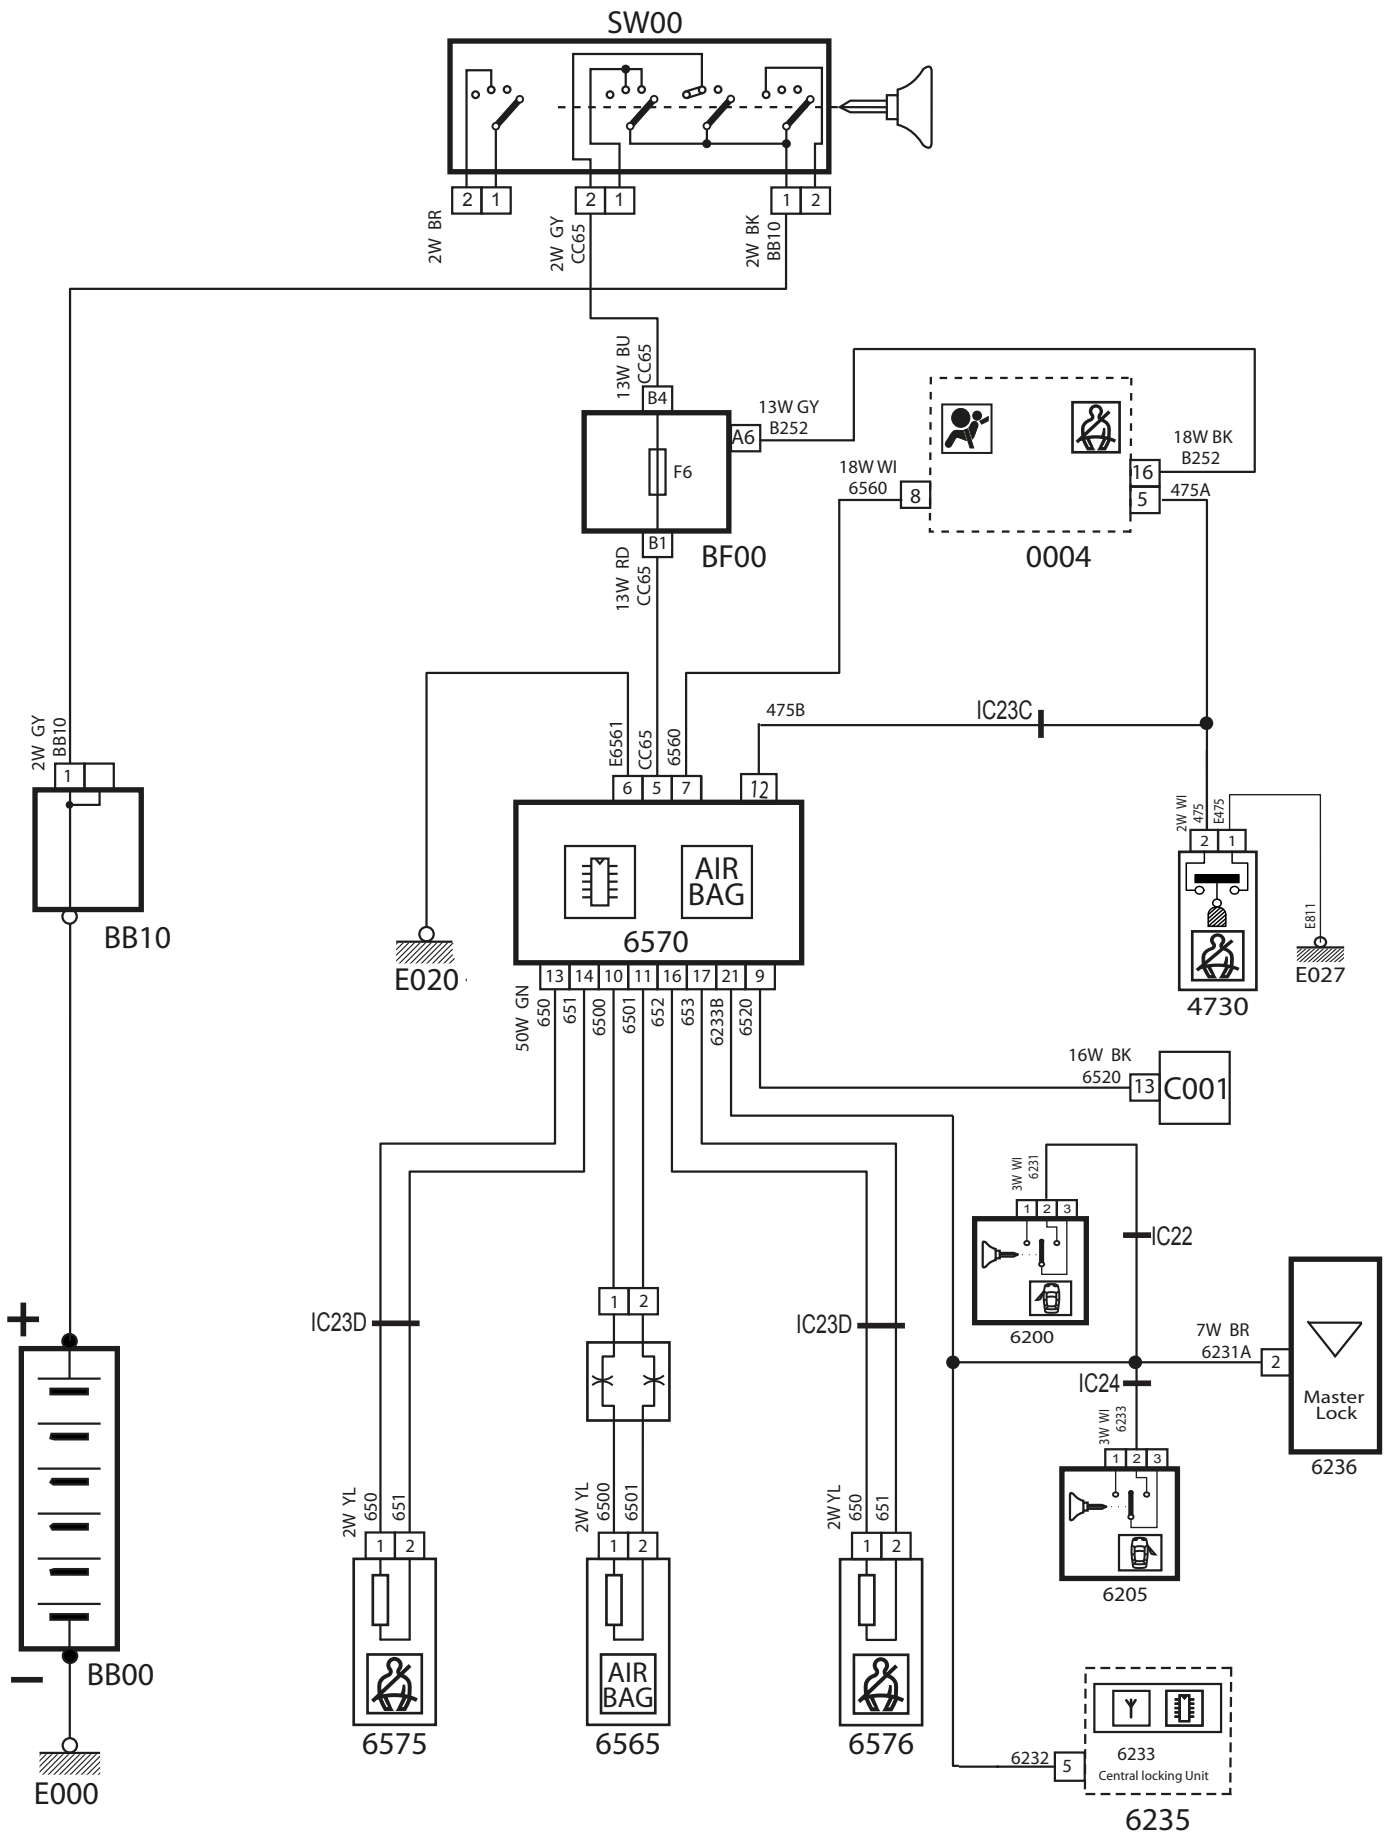 SW00
2 1
2 1
1 2
2W BR
2W GY
CC65
2W BK
BB10
13W BU
CC65
B4
13W GY
B252
A6
F6
B1
BF00
13W RD
CC65
18W WI
6560
8
18W BK
B252
16
5
475A
0004
2W GY
BB10
1
BB10
475B
IC23C
E6561
CC65
6560
6 5 7
12
AIR
BAG
6570
E020
2W WI
475
E475
2 1
E811
4730
E027
13 14 10 11 16 17 21 9
50W GN
650
651
6500
6501
652
653
6233B
6520
16W BK
6520
13
C001
3W WI
6231
1 2 3
IC22
6200
IC23D
1 2
IC23D
7W BR
6231A
2
Master
Lock
6236
IC24
3W WI
6233
1 2 3
6205
+
−
BB00
E000
2W YL
650
651
1 2
6575
2W YL
6500
6501
1 2
AIR
BAG
6565
2W YL
650
651
1 2
6576
6232
5
6233
Central locking Unit
6235